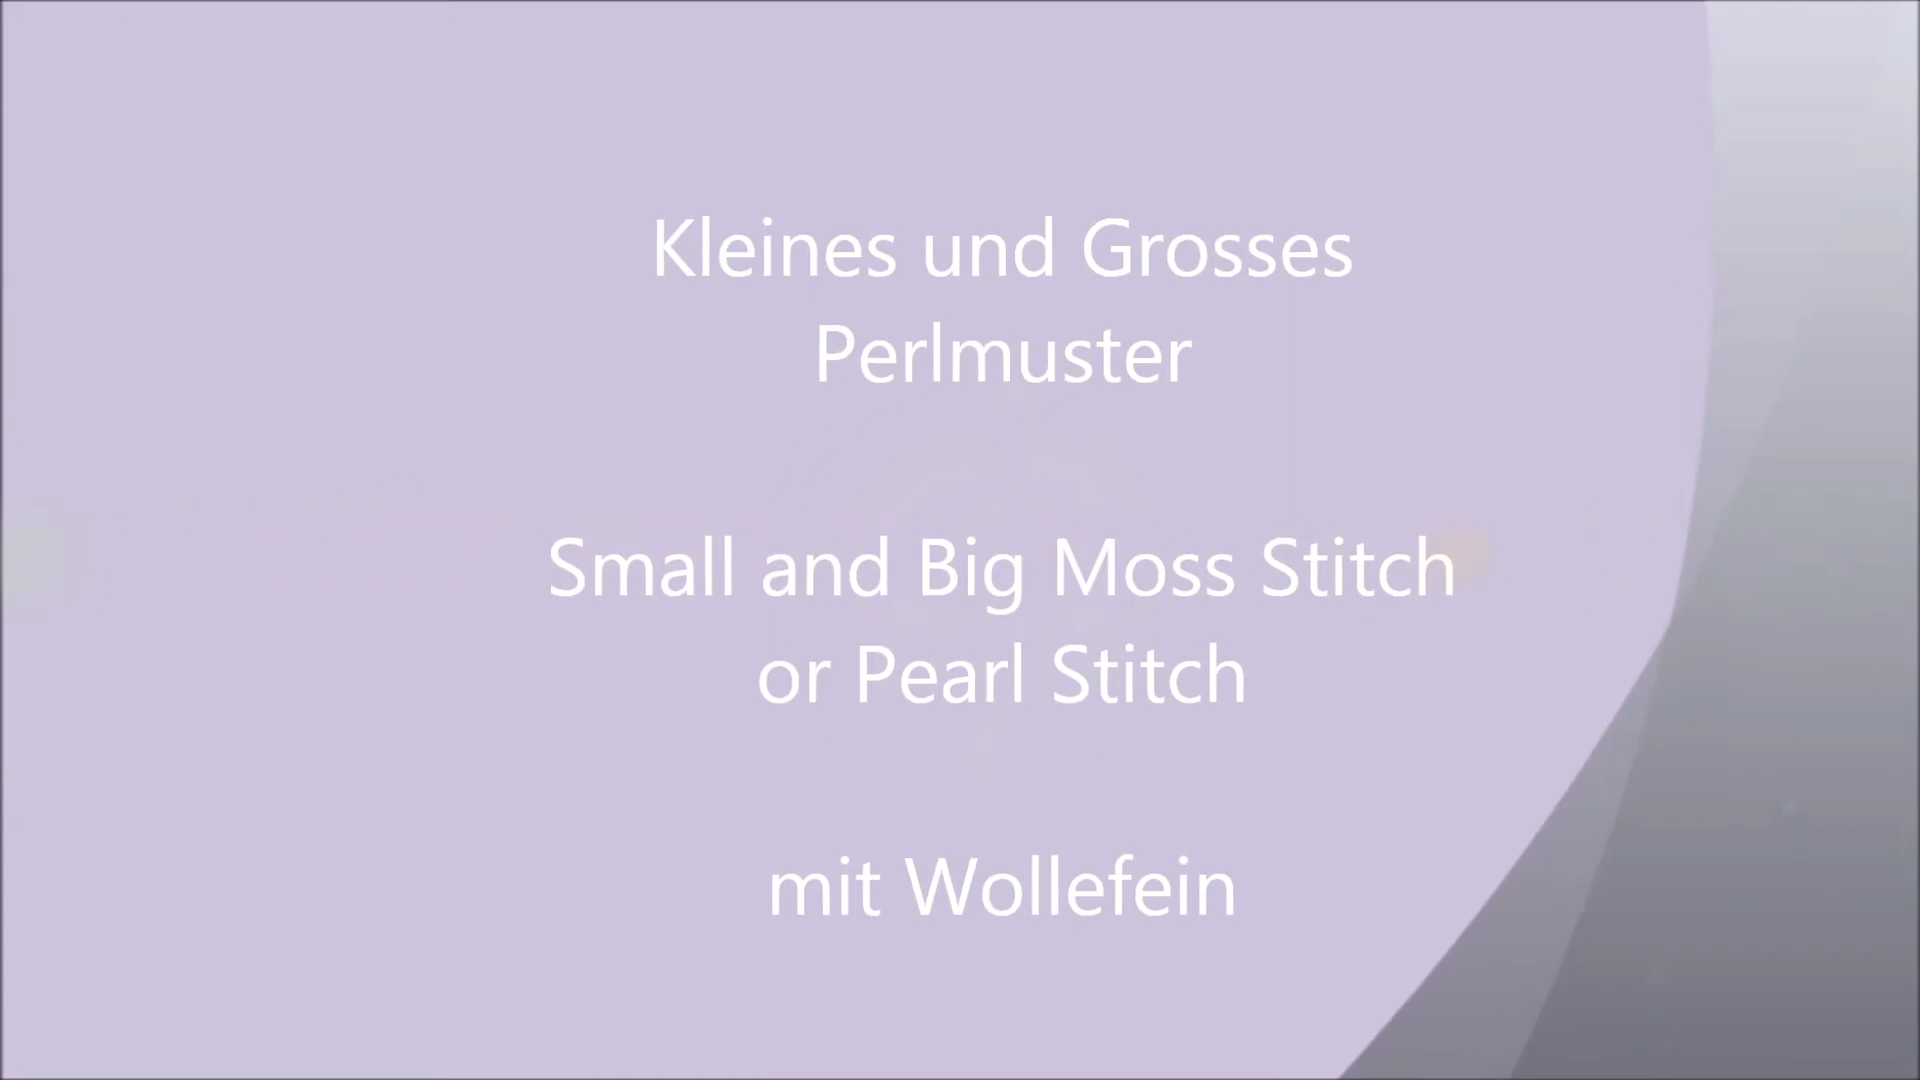 Kleines und Grosses
Perlmuster
Small and Big Moss Stitch
or Pearl Stitch
mit Wollefein